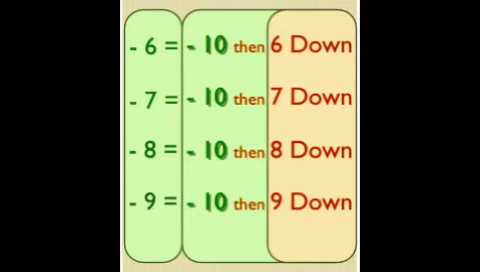 - 6 = - 10 then 6 Down
- 7 = - 10 then 7 Down
- 8 = - 10 then 8 Down
- 9 = - 10 then 9 Down